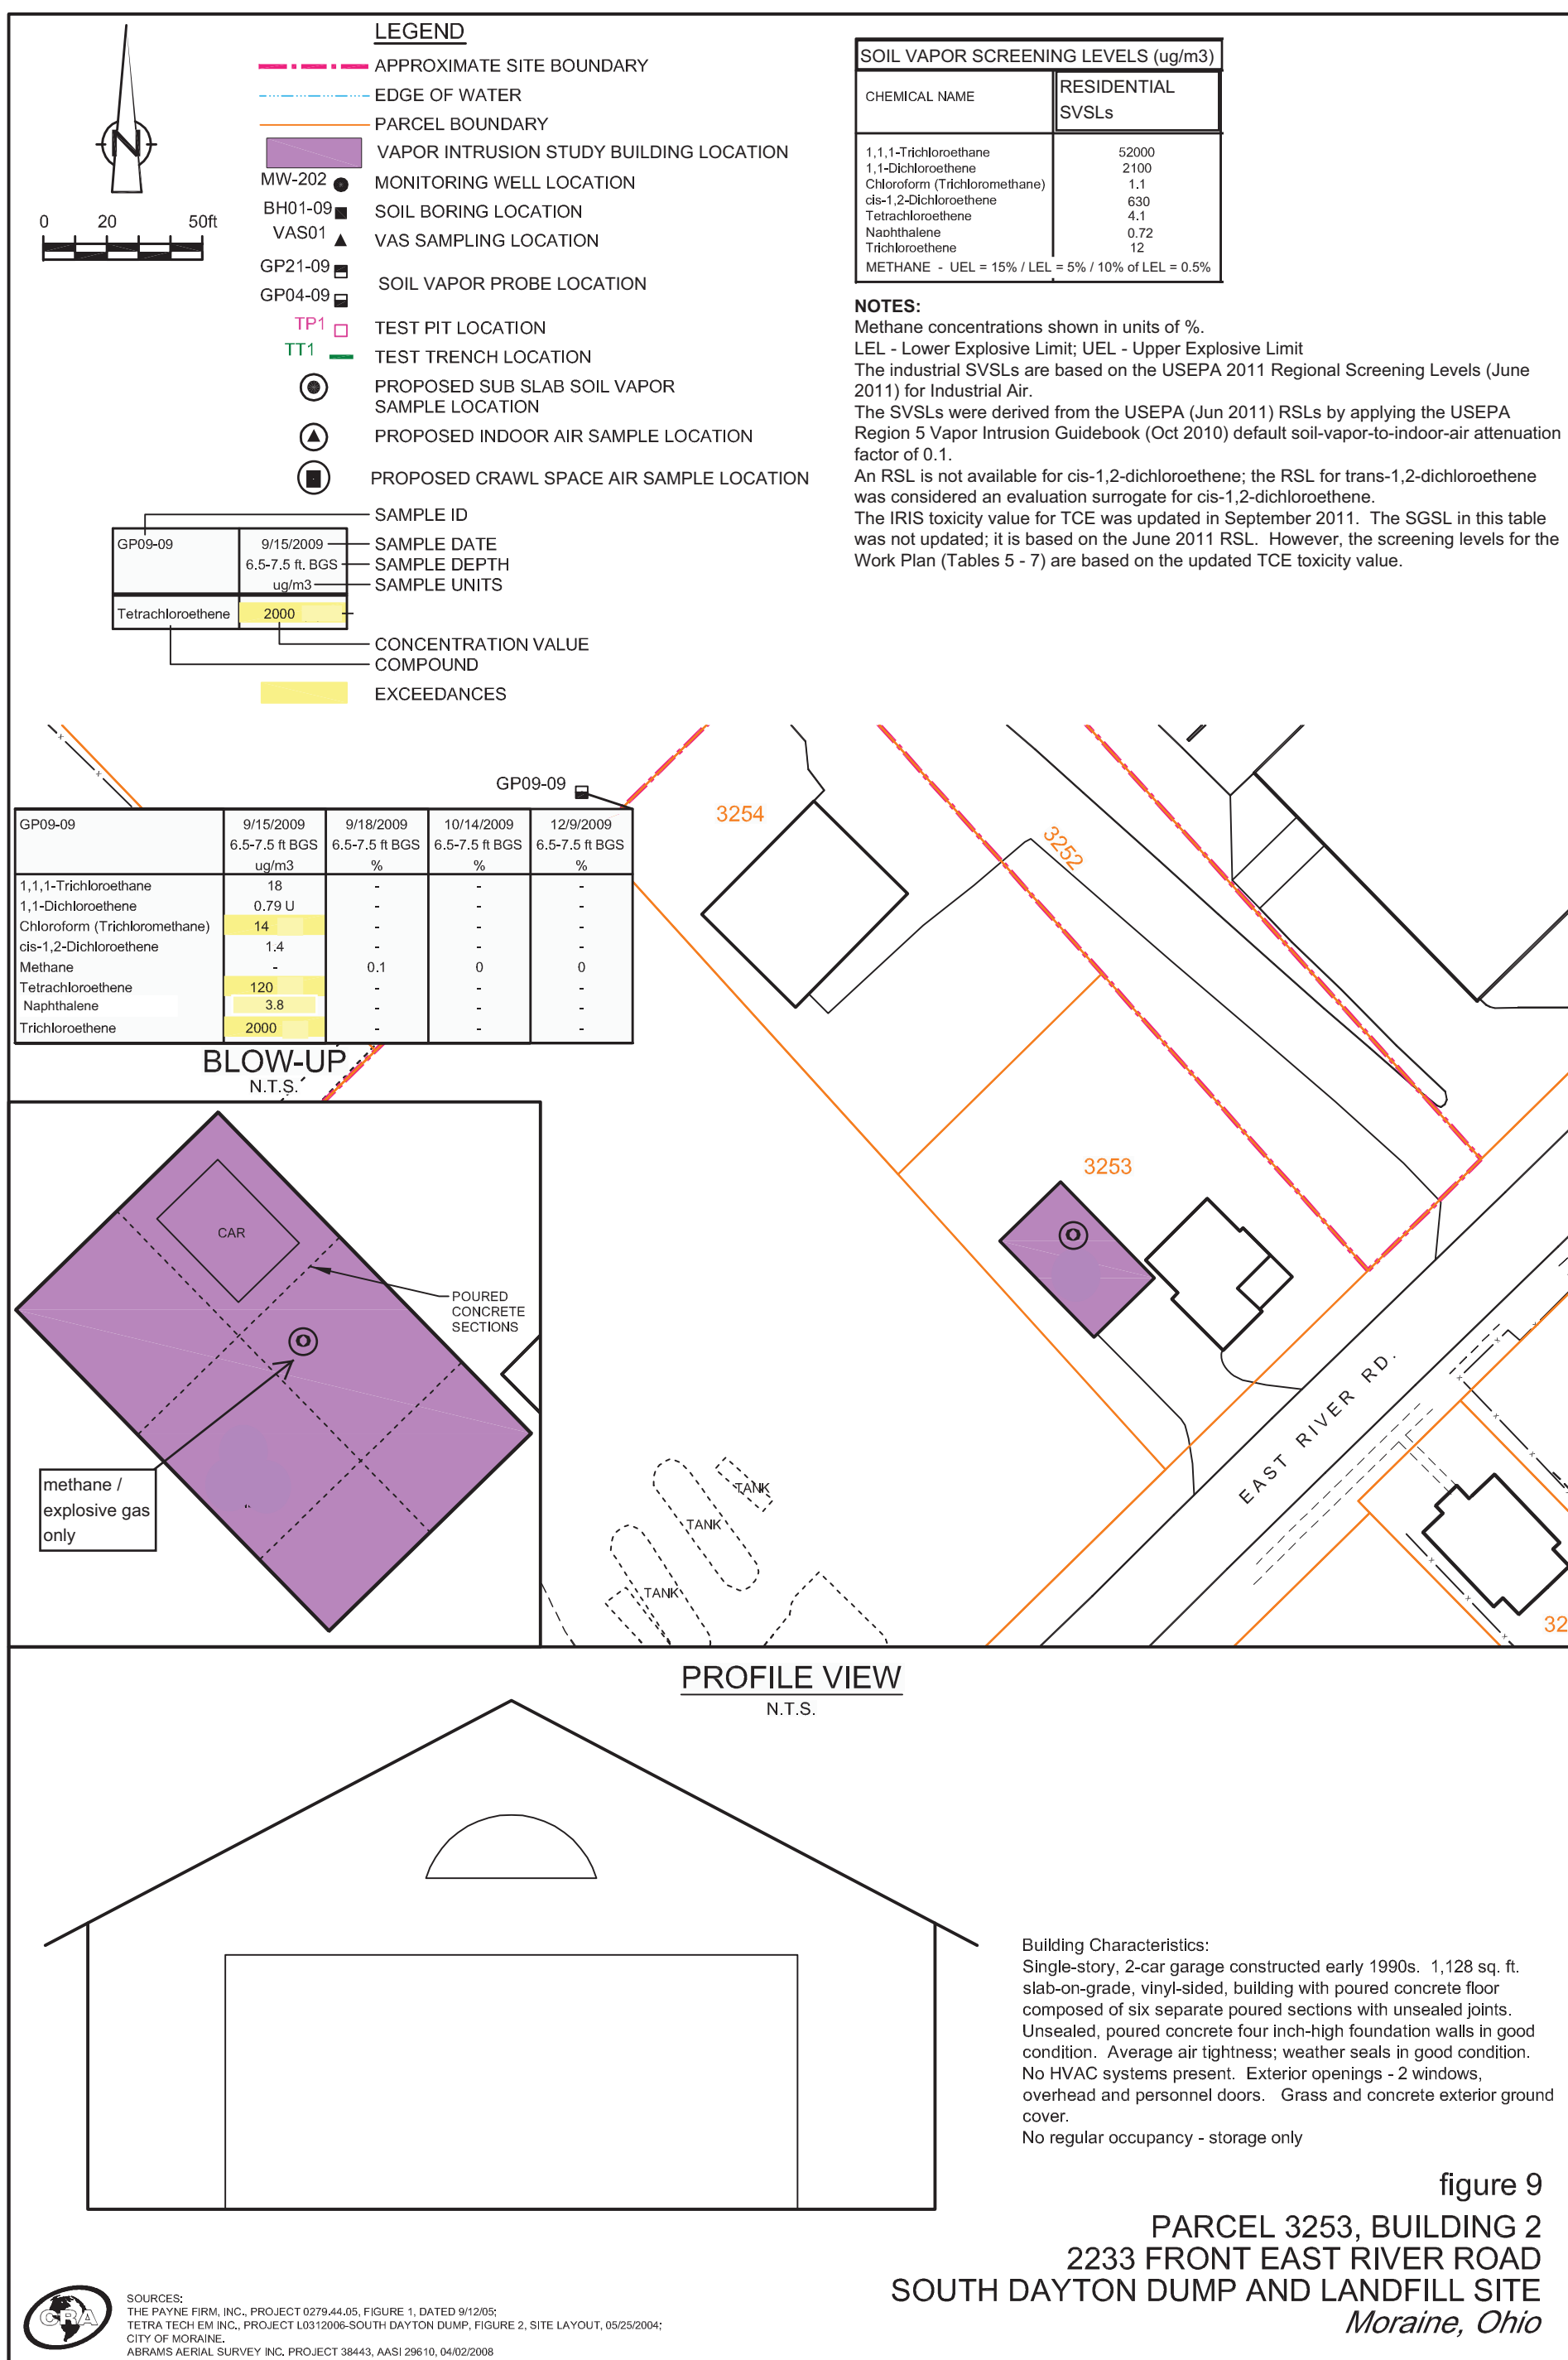 LEGEND
APPROXIMATE SITE BOUNDARY
EDGE OF WATER
PARCEL BOUNDARY
VAPOR INTRUSION STUDY BUILDING LOCATION
MW-202 MONITORING WELL LOCATION
BH01-09 SOIL BORING LOCATION
VAS01 VAS SAMPLING LOCATION
GP21-09
SOIL VAPOR PROBE LOCATION
GP04-09
TP1 TEST PIT LOCATION
TT1 TEST TRENCH LOCATION
PROPOSED SUB SLAB SOIL VAPOR
SAMPLE LOCATION
PROPOSED INDOOR AIR SAMPLE LOCATION
PROPOSED CRAWL SPACE AIR SAMPLE LOCATION
N
0 20 50ft
SAMPLE ID
GP09-09 9/15/2009 SAMPLE DATE
6.5-7.5 ft. BGS SAMPLE DEPTH
ug/m3 SAMPLE UNITS
Tetrachloroethene 2000
CONCENTRATION VALUE
COMPOUND
EXCEEDANCES
SOIL VAPOR SCREENING LEVELS (ug/m3)
CHEMICAL NAME RESIDENTIAL
SVSLs
1,1,1-Trichloroethane 52000
1,1-Dichloroethene 2100
Chloroform (Trichloromethane) 1.1
cis-1,2-Dichloroethene 630
Tetrachloroethene 4.1
Naphthalene 0.72
Trichloroethene 12
METHANE - UEL = 15% / LEL = 5% / 10% of LEL = 0.5%
NOTES:
Methane concentrations shown in units of %.
LEL - Lower Explosive Limit; UEL - Upper Explosive Limit
The industrial SVSLs are based on the USEPA 2011 Regional Screening Levels (June
2011) for Industrial Air.
The SVSLs were derived from the USEPA (Jun 2011) RSLs by applying the USEPA
Region 5 Vapor Intrusion Guidebook (Oct 2010) default soil-vapor-to-indoor-air attenuation
factor of 0.1.
An RSL is not available for cis-1,2-dichloroethene; the RSL for trans-1,2-dichloroethene
was considered an evaluation surrogate for cis-1,2-dichloroethene.
The IRIS toxicity value for TCE was updated in September 2011. The SGSL in this table
was not updated; it is based on the June 2011 RSL. However, the screening levels for the
Work Plan (Tables 5 - 7) are based on the updated TCE toxicity value.
GP09-09
GP09-09 9/15/2009 9/18/2009 10/14/2009 12/9/2009
6.5-7.5 ft BGS 6.5-7.5 ft BGS 6.5-7.5 ft BGS 6.5-7.5 ft BGS
ug/m3 % % %
1,1,1-Trichloroethane 18 - - -
1,1-Dichloroethene 0.79 U - - -
Chloroform (Trichloromethane) 14 - - -
cis-1,2-Dichloroethene 1.4 - - -
Methane - 0.1 0 0
Tetrachloroethene 120 - - -
Naphthalene 3.8 - - -
Trichloroethene 2000 - - -
3254
3252
3253
EAST RIVER RD.
32
TANK
TANK
TANK
BLOW-UP
N.T.S.
CAR
POURED
CONCRETE
SECTIONS
methane /
explosive gas
only
PROFILE VIEW
N.T.S.
Building Characteristics:
Single-story, 2-car garage constructed early 1990s. 1,128 sq. ft.
slab-on-grade, vinyl-sided, building with poured concrete floor
composed of six separate poured sections with unsealed joints.
Unsealed, poured concrete four inch-high foundation walls in good
condition. Average air tightness; weather seals in good condition.
No HVAC systems present. Exterior openings - 2 windows,
overhead and personnel doors. Grass and concrete exterior ground
cover.
No regular occupancy - storage only
figure 9
PARCEL 3253, BUILDING 2
2233 FRONT EAST RIVER ROAD
SOUTH DAYTON DUMP AND LANDFILL SITE
Moraine, Ohio
CRA
SOURCES:
THE PAYNE FIRM, INC., PROJECT 0279.44.05, FIGURE 1, DATED 9/12/05;
TETRA TECH EM INC., PROJECT L0312006-SOUTH DAYTON DUMP, FIGURE 2, SITE LAYOUT, 05/25/2004;
CITY OF MORAINE.
ABRAMS AERIAL SURVEY INC. PROJECT 38443, AASI 29610, 04/02/2008